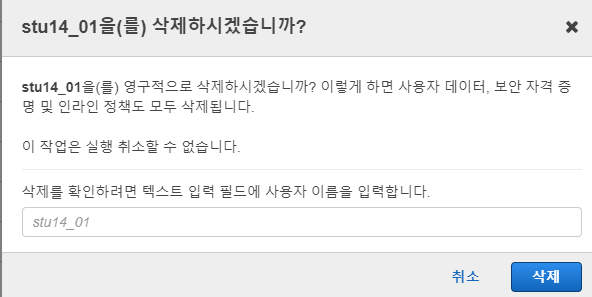 stu14_01을(를) 삭제하시겠습니까?
stu14_01을(를) 영구적으로 삭제하시겠습니까? 이렇게 하면 사용자 데이터, 보안 자격 증
명 및 인라인 정책도 모두 삭제됩니다.
이 작업은 실행 취소할 수 없습니다.
삭제를 확인하려면 텍스트 입력 필드에 사용자 이름을 입력합니다.
stu14_01
취소 삭제